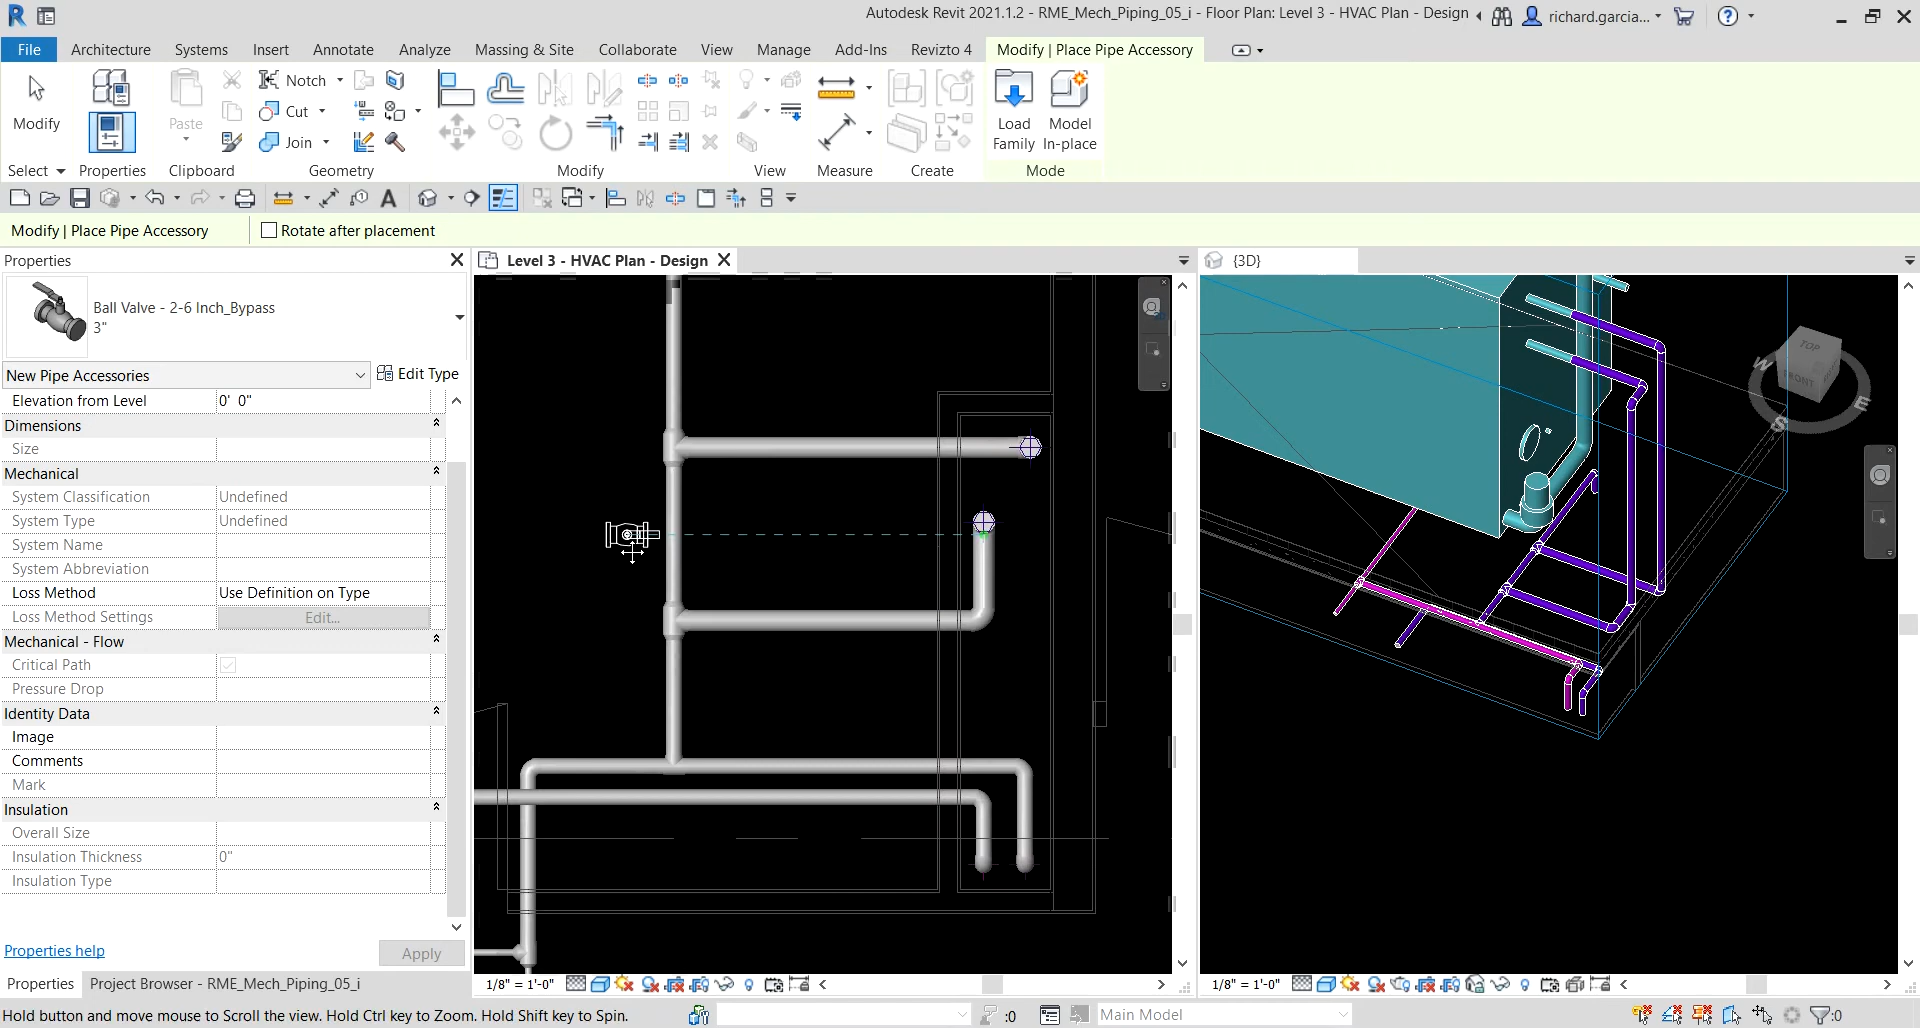 Autodesk Revit 2021.1.2 - RME_Mech_Piping_05_i - Floor Plan: Level 3 - HVAC Plan - Design
richard.garcia...
File Architecture Systems Insert Annotate Analyze Massing & Site Collaborate View Manage Add-Ins Revizto 4 Modify | Place Pipe Accessory
Notch
Cut
Join
Modify
Paste
Load Family
Model In-place
Select Properties Clipboard Geometry Modify View Measure Create Mode
Modify | Place Pipe Accessory
Rotate after placement
Properties
Level 3 - HVAC Plan - Design
{3D}
Ball Valve - 2-6 Inch_Bypass
3"
New Pipe Accessories
Edit Type
Elevation from Level 0' 0"
Dimensions
Size
Mechanical
System Classification Undefined
System Type Undefined
System Name
System Abbreviation
Loss Method Use Definition on Type
Loss Method Settings Edit...
Mechanical - Flow
Critical Path
Pressure Drop
Identity Data
Image
Comments
Mark
Insulation
Overall Size
Insulation Thickness 0"
Insulation Type
Properties help
Apply
TOP
FRONT
W
S
E
Properties
Project Browser - RME_Mech_Piping_05_i
1/8" = 1'-0"
1/8" = 1'-0"
Hold button and move mouse to Scroll the view. Hold Ctrl key to Zoom. Hold Shift key to Spin.
:0
Main Model
:0